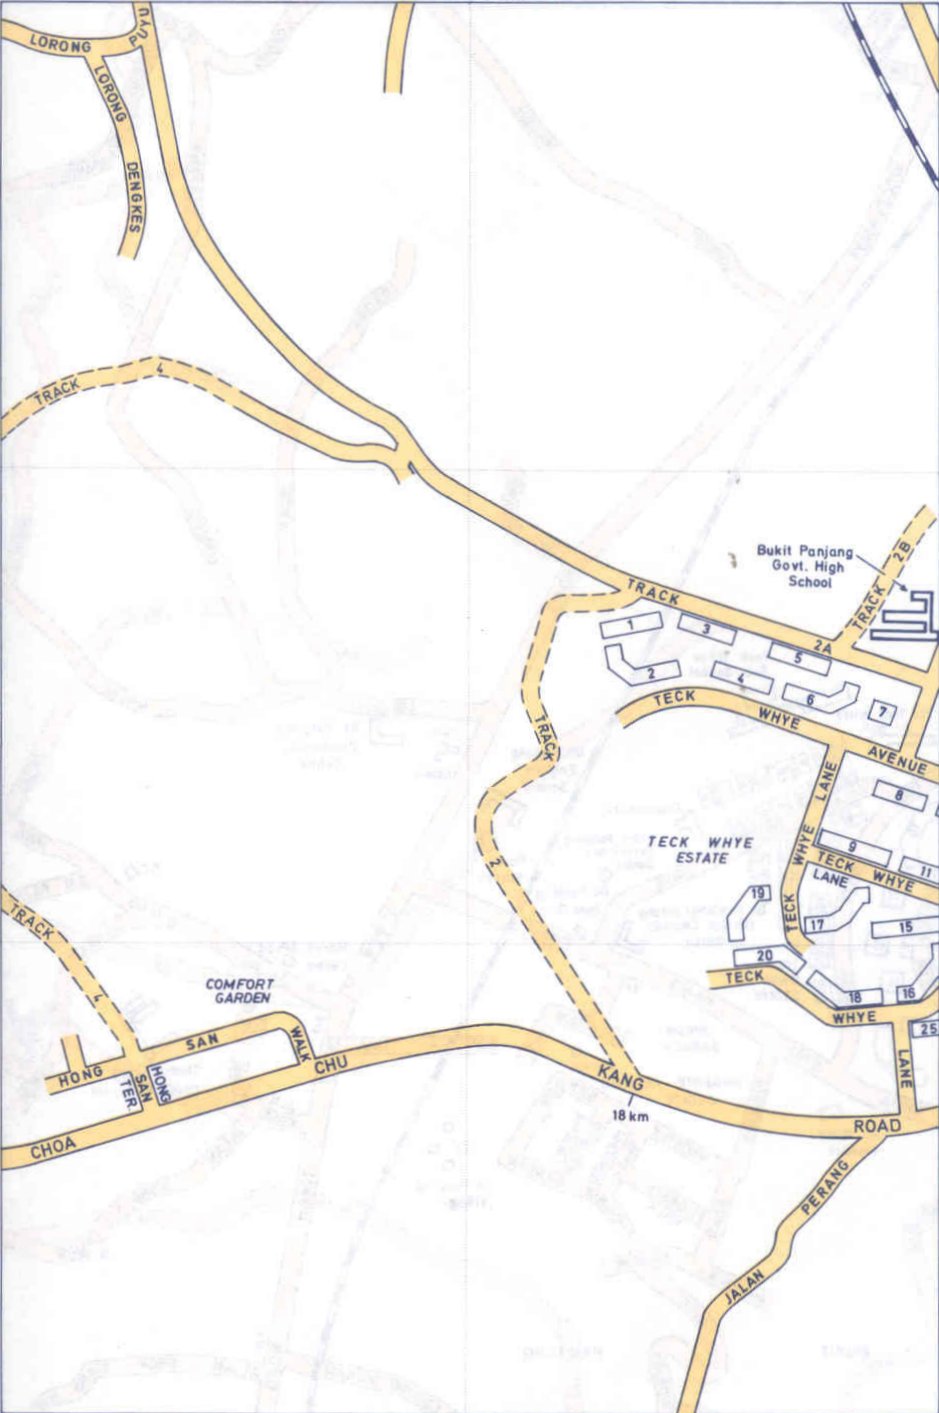 LORONG
PUYU
LORONG DENGKES
TRACK 4
Bukit Panjang
Govt. High
School
TRACK 2B
TRACK 2A
1
3
5
2
4
6
7
TECK WHYE AVENUE
TRACK 2
TECK WHYE LANE
8
9
11
TECK WHYE
LANE
TECK WHYE
ESTATE
19
17
15
20
18
16
25
TECK WHYE LANE
TRACK 4
COMFORT
GARDEN
HONG SAN WALK
HONG
SAN
TER.
CHOA CHU KANG ROAD
18 km
JALAN PERANG